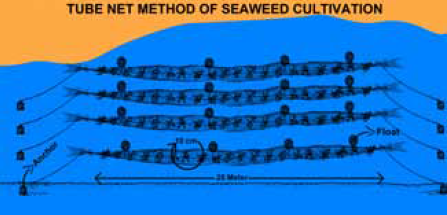 TUBE NET METHOD OF SEAWEED CULTIVATION
Float
Anchor
25 Meter